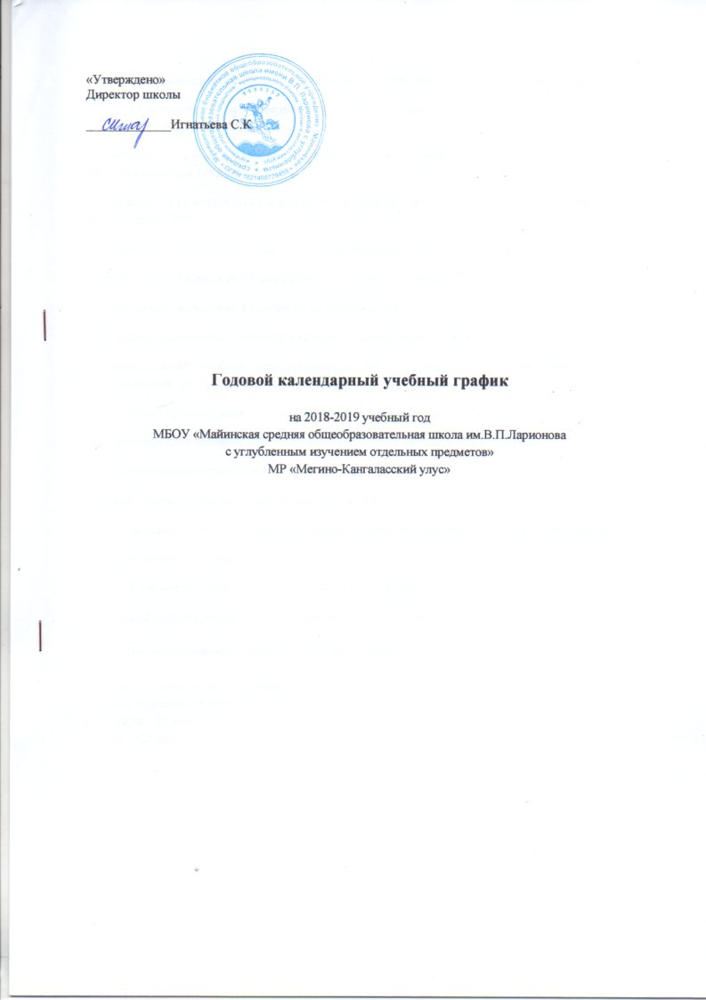 «Утверждено»
Директор школы
Игнатьева С.К
Годовой календарный учебный график
на 2018-2019 учебный год
МБОУ «Майинская средняя общеобразовательная школа им.В.П.Ларионова
с углубленным изучением отдельных предметов»
МР «Мегино-Кангаласский улус»